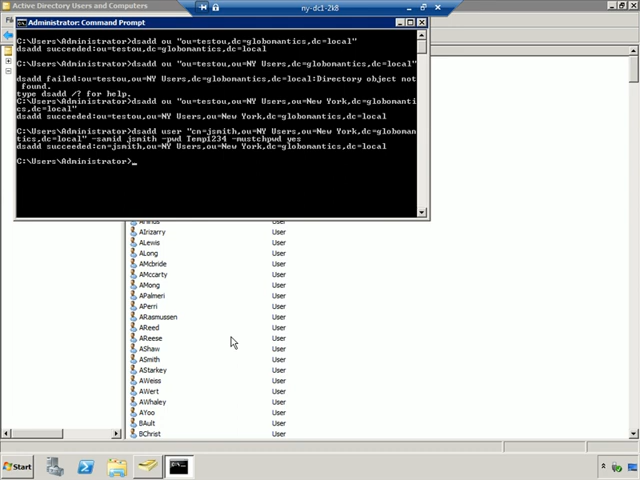 Active Directory Users and Computers
ny-dc1-2k8
Administrator: Command Prompt
C:\Users\Administrator>dsadd ou "ou=testou,dc=globomantics,dc=local"
dsadd succeeded:ou=testou,dc=globomantics,dc=local
C:\Users\Administrator>dsadd ou "ou=testou,ou=NY Users,dc=globomantics,dc=local"
dsadd failed:ou=testou,ou=NY Users,dc=globomantics,dc=local:Directory object not
found.
type dsadd /? for help.
C:\Users\Administrator>dsadd ou "ou=testou,ou=NY Users,ou=New York,dc=globomanti
cs,dc=local"
dsadd succeeded:ou=testou,ou=NY Users,ou=New York,dc=globomantics,dc=local
C:\Users\Administrator>dsadd user "cn=jsmith,ou=NY Users,ou=New York,dc=globoman
tics,dc=local" -samid jsmith -pwd Temp1234 -mustchpwd yes
dsadd succeeded:cn=jsmith,ou=NY Users,ou=New York,dc=globomantics,dc=local
C:\Users\Administrator>_
User
AIrizarry User
ALewis User
ALong User
AMcbride User
AMccarty User
AMong User
APalmeri User
APerri User
ARasmussen User
AReed User
AReese User
AShaw User
ASmith User
AStarkey User
AWeiss User
AWert User
AWhaley User
AYoo User
BAult User
BChrist User
Start